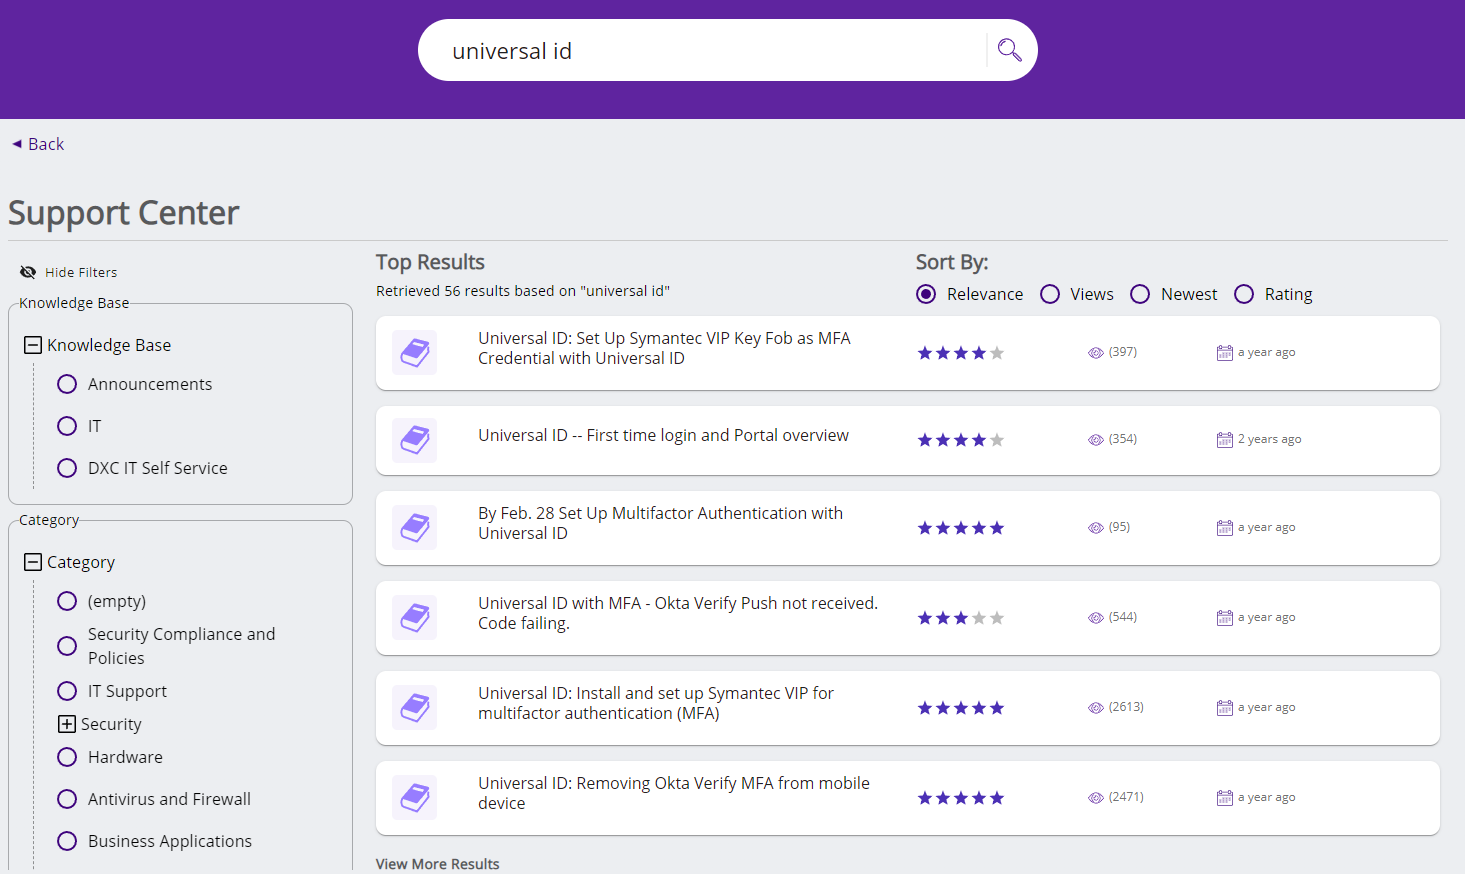 universal id
Back
Support Center
Hide Filters
Knowledge Base
Knowledge Base
Announcements
IT
DXC IT Self Service
Category
Category
(empty)
Security Compliance and
Policies
IT Support
Security
Hardware
Antivirus and Firewall
Business Applications
Top Results
Retrieved 56 results based on "universal id"
Sort By:
Relevance Views Newest Rating
Universal ID: Set Up Symantec VIP Key Fob as MFA
Credential with Universal ID
(397) a year ago
Universal ID -- First time login and Portal overview
(354) 2 years ago
By Feb. 28 Set Up Multifactor Authentication with
Universal ID
(95) a year ago
Universal ID with MFA - Okta Verify Push not received.
Code failing.
(544) a year ago
Universal ID: Install and set up Symantec VIP for
multifactor authentication (MFA)
(2613) a year ago
Universal ID: Removing Okta Verify MFA from mobile
device
(2471) a year ago
View More Results